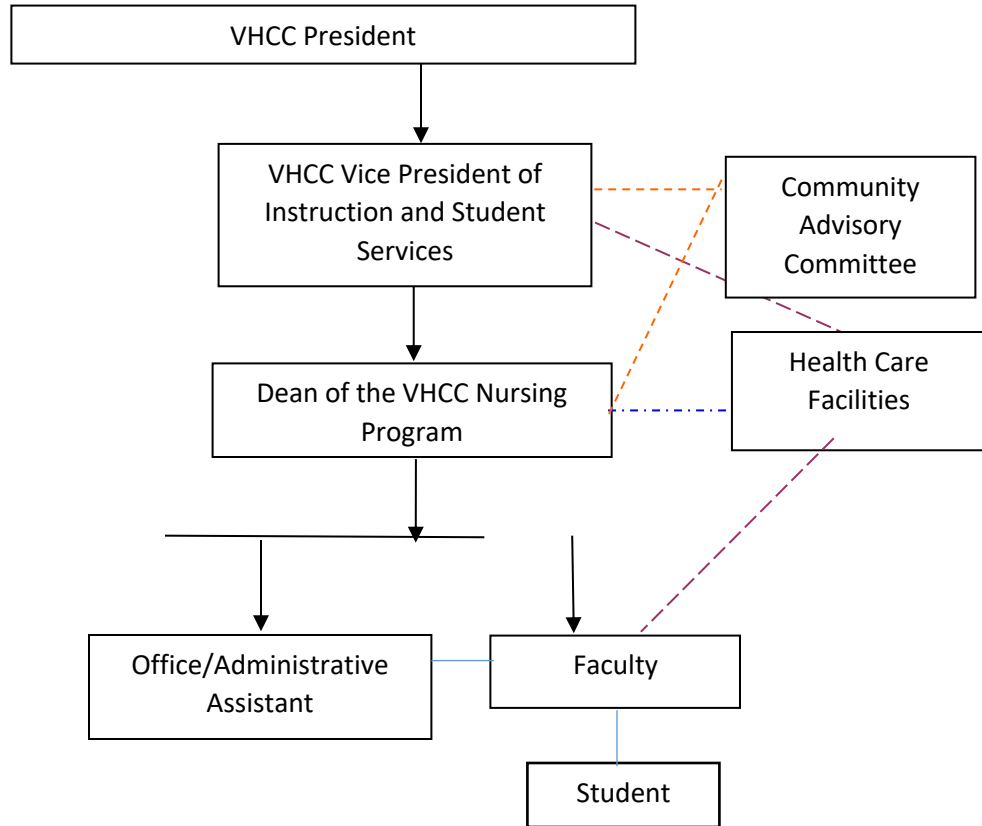 VHCC President
VHCC Vice President of
Instruction and Student
Services
Community
Advisory
Committee
Health Care
Facilities
Dean of the VHCC Nursing
Program
Office/Administrative
Assistant
Faculty
Student